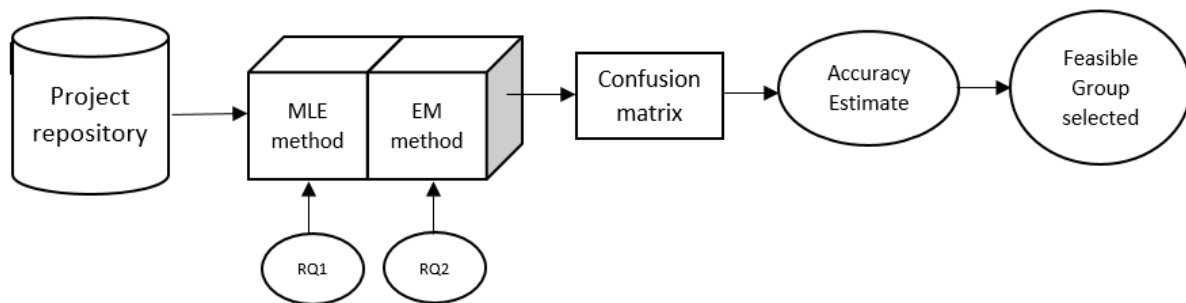 Project
repository
MLE
method
EM
method
Confusion
matrix
Accuracy
Estimate
Feasible
Group
selected
RQ1
RQ2